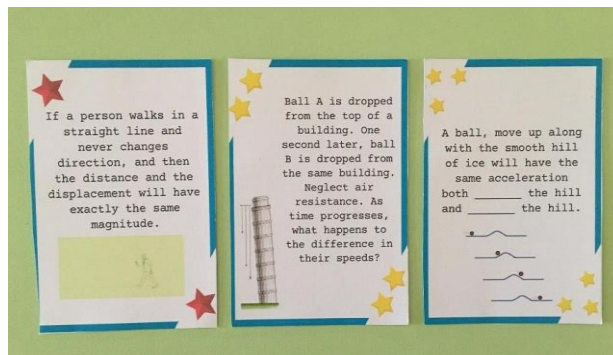 If a person walks in a
straight line and
never changes
direction, and then
the distance and the
displacement will have
exactly the same
magnitude.
Ball A is dropped
from the top of a
building. One
second later, ball
B is dropped from
the same building.
Neglect air
resistance. As
time progresses,
what happens to
the difference in
their speeds?
A ball, move up along
with the smooth hill
of ice will have the
same acceleration
both _______ the hill
and _______ the hill.